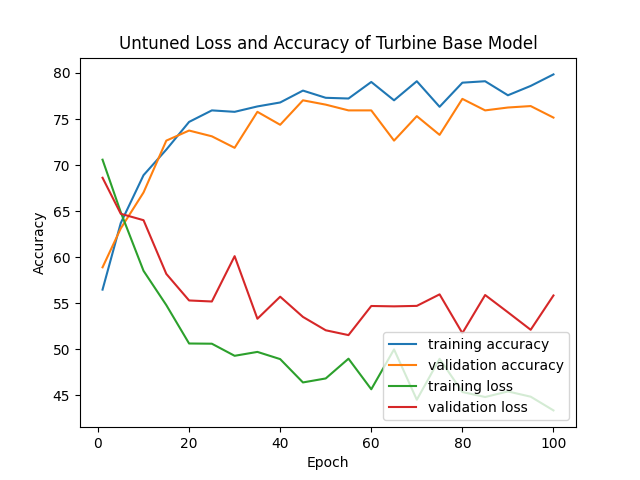 Untuned Loss and Accuracy of Turbine Base Model
Accuracy
80
75
70
65
60
55
50
45
training accuracy
validation accuracy
training loss
validation loss
0 20 40 60 80 100
Epoch